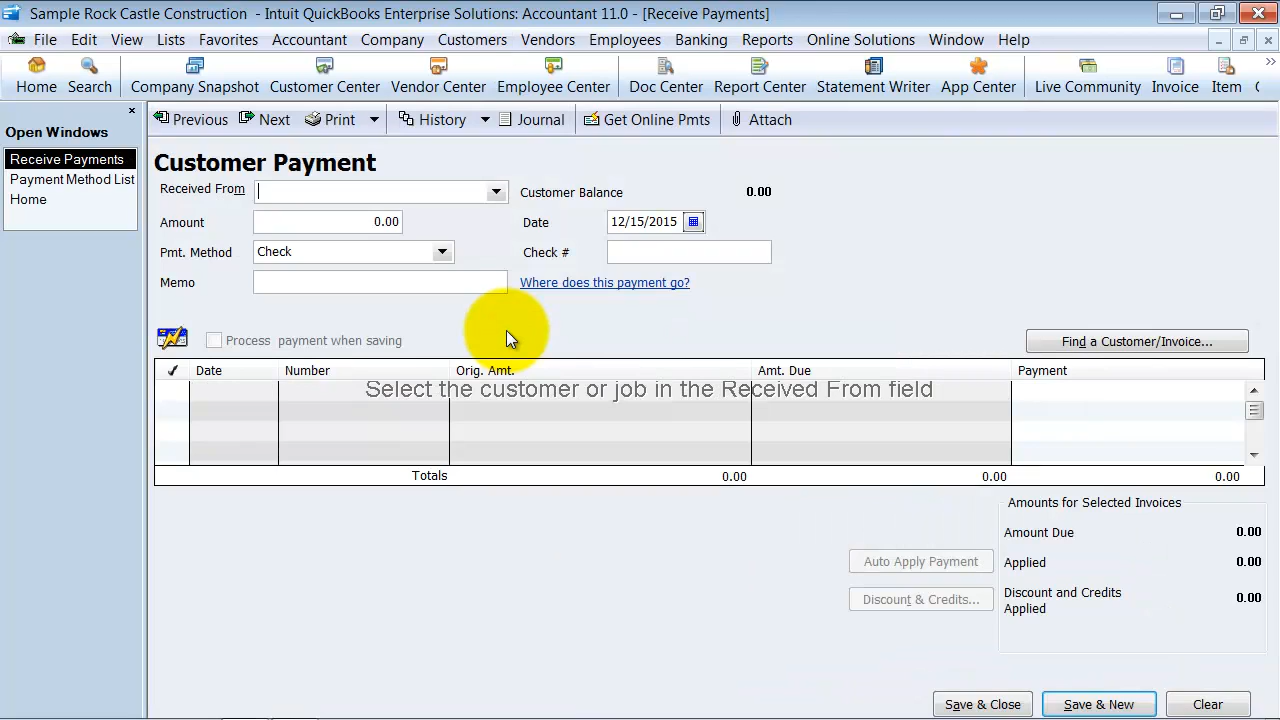 Sample Rock Castle Construction - Intuit QuickBooks Enterprise Solutions: Accountant 11.0 - [Receive Payments]
File Edit View Lists Favorites Accountant Company Customers Vendors Employees Banking Reports Online Solutions Window Help
Home Search Company Snapshot Customer Center Vendor Center Employee Center Doc Center Report Center Statement Writer App Center Live Community Invoice Item
Open Windows
Receive Payments
Payment Method List
Home
Previous Next Print History Journal Get Online Pmts Attach
Customer Payment
Received From Customer Balance 0.00
Amount 0.00 Date 12/15/2015
Pmt. Method Check Check #
Memo Where does this payment go?
Process payment when saving Find a Customer/Invoice...
Date Number Orig. Amt. Amt. Due Payment
Select the customer or job in the Received From field
Totals 0.00 0.00 0.00
Amounts for Selected Invoices
Amount Due 0.00
Auto Apply Payment Applied 0.00
Discount & Credits... Discount and Credits 0.00
Applied
Save & Close Save & New Clear